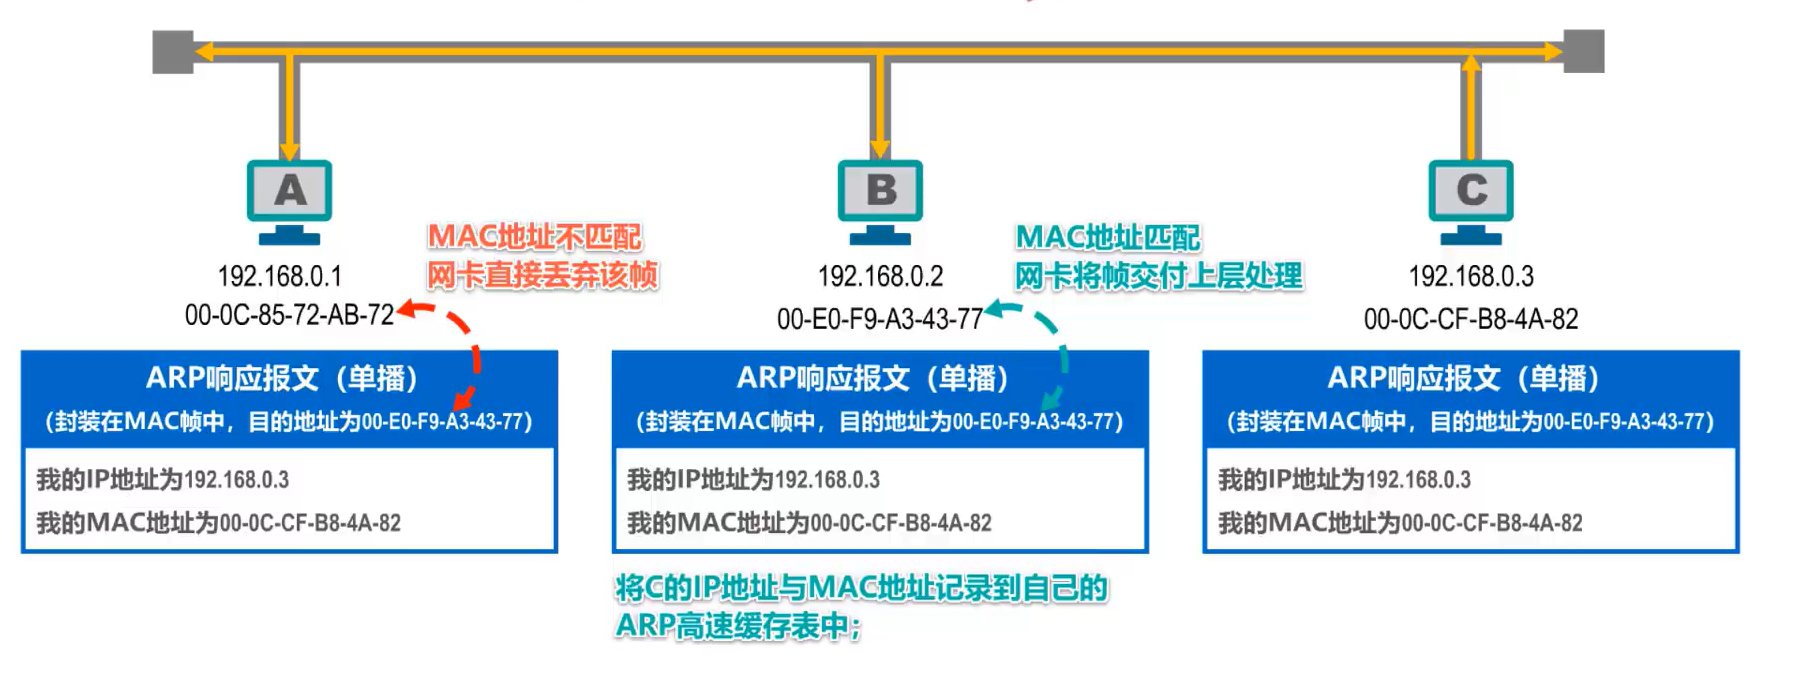 A
B
C
MAC地址不匹配
网卡直接丢弃该帧
MAC地址匹配
网卡将帧交付上层处理
192.168.0.1
00-0C-85-72-AB-72
192.168.0.2
00-E0-F9-A3-43-77
192.168.0.3
00-0C-CF-B8-4A-82
ARP响应报文（单播）
（封装在MAC帧中，目的地址为00-E0-F9-A3-43-77）
我的IP地址为192.168.0.3
我的MAC地址为00-0C-CF-B8-4A-82
ARP响应报文（单播）
（封装在MAC帧中，目的地址为00-E0-F9-A3-43-77）
我的IP地址为192.168.0.3
我的MAC地址为00-0C-CF-B8-4A-82
ARP响应报文（单播）
（封装在MAC帧中，目的地址为00-E0-F9-A3-43-77）
我的IP地址为192.168.0.3
我的MAC地址为00-0C-CF-B8-4A-82
将C的IP地址与MAC地址记录到自己的
ARP高速缓存表中；